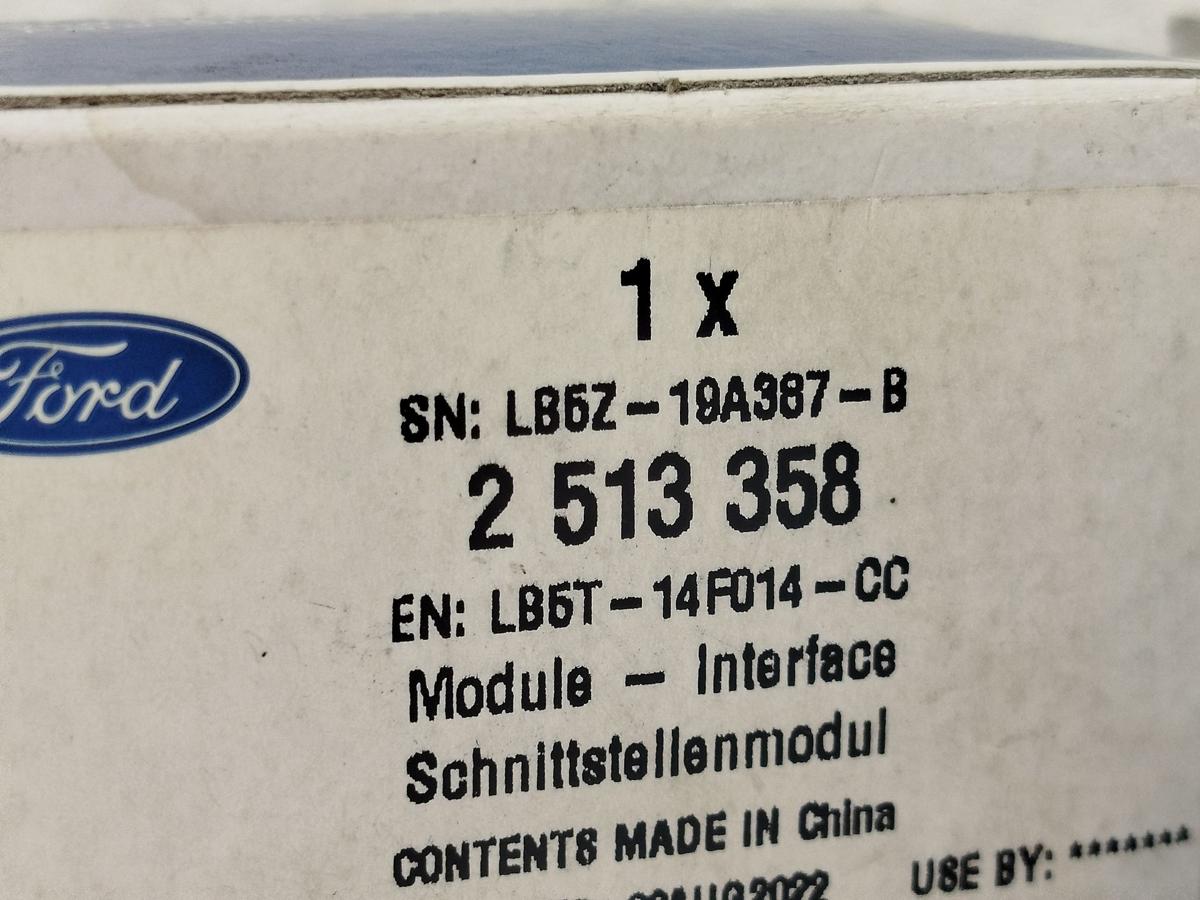 1 x
Ford
SN: LB5Z-19A387-B
2 513 358
EN: LB5T-14F014-CC
Module - Interface
Schnittstellenmodul
CONTENTS MADE IN China
USE BY: *******
2022